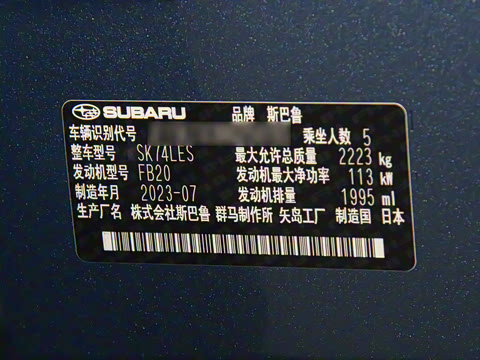 SUBARU 品牌 斯巴鲁
车辆识别代号 乘坐人数 5
整车型号 SK74LES 最大允许总质量 2223 kg
发动机型号 FB20 发动机最大净功率 113 kW
制造年月 2023-07 发动机排量 1995 ml
生产厂名 株式会社斯巴鲁 群马制作所 矢岛工厂 制造国 日本